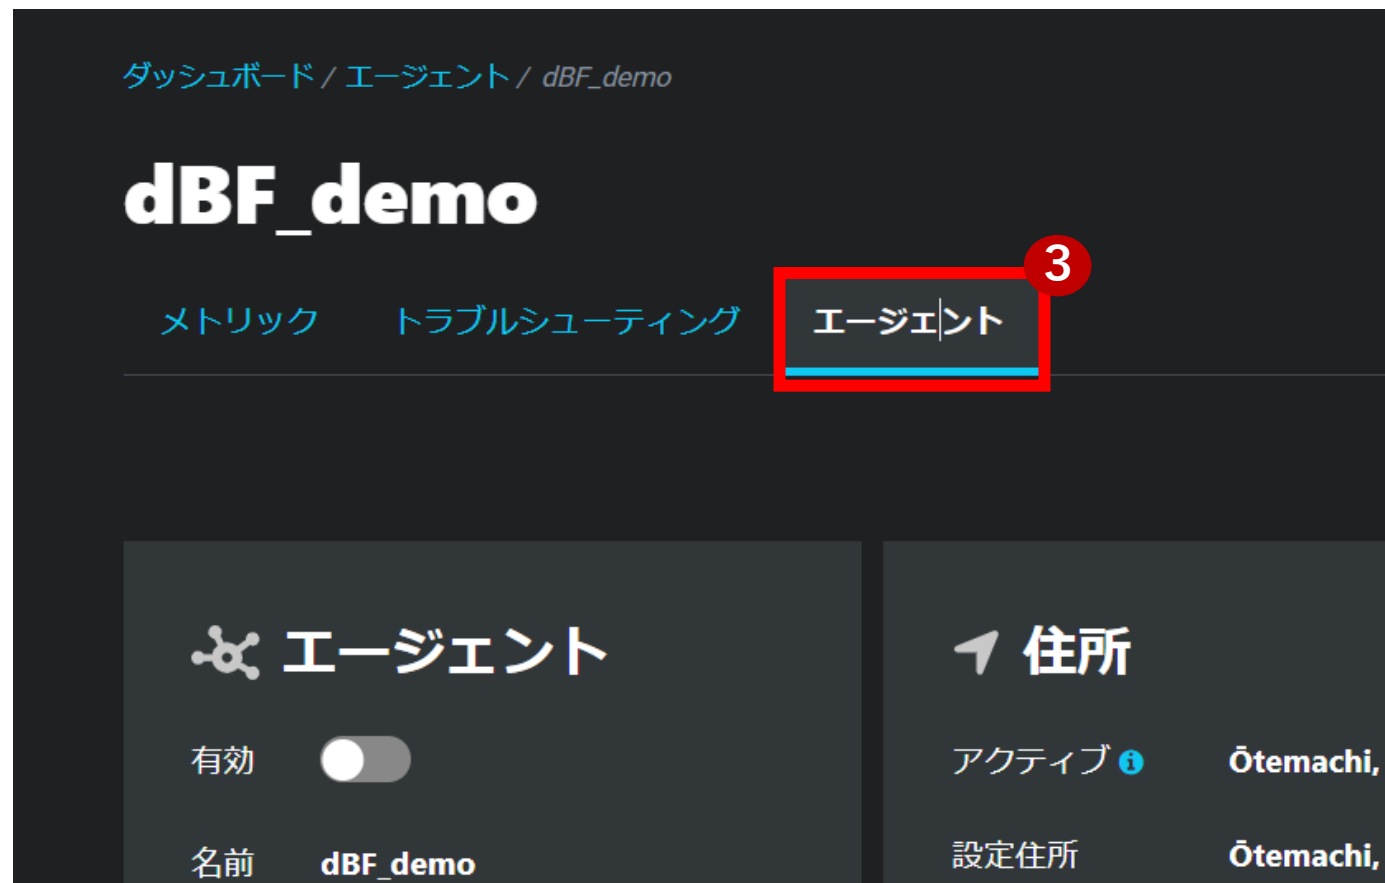 ダッシュボード / エージェント / dBF_demo
dBF_demo
3
メトリック トラブルシューティング エージェント
エージェント
有効
名前 dBF_demo
住所
アクティブ Ōtemachi,
設定住所 Ōtemachi,